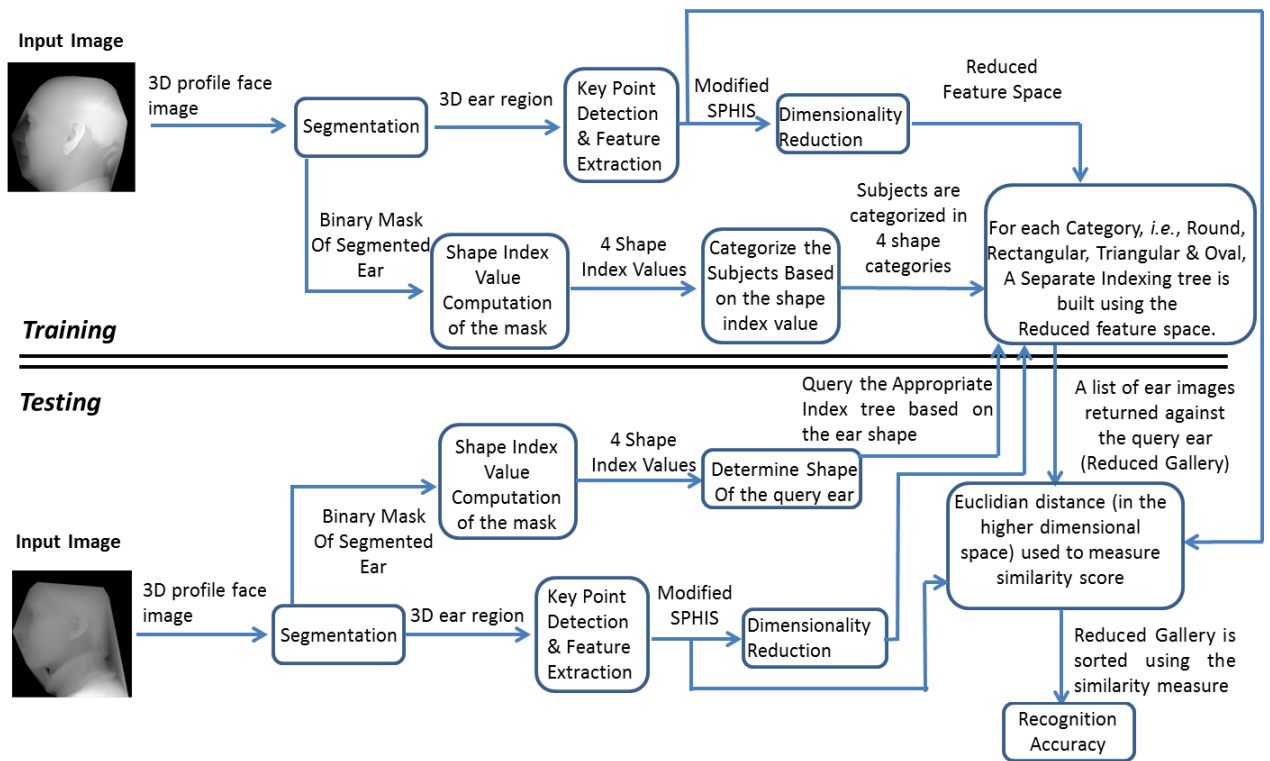 Input Image
3D profile face
image
Segmentation
3D ear region
Key Point
Detection
& Feature
Extraction
Modified
SPHIS
Dimensionality
Reduction
Reduced
Feature Space
Binary Mask
Of Segmented
Ear
Shape Index
Value
Computation
of the mask
4 Shape
Index Values
Categorize the
Subjects Based
on the shape
index value
Subjects are
categorized in
4 shape
categories
For each Category, i.e., Round,
Rectangular, Triangular & Oval,
A Separate Indexing tree is
built using the
Reduced feature space.
Training
Testing
Shape Index
Value
Computation
of the mask
4 Shape
Index Values
Determine Shape
Of the query ear
Query the Appropriate
Index tree based on
the ear shape
A list of ear images
returned against
the query ear
(Reduced Gallery)
Binary Mask
Of Segmented
Ear
Input Image
3D profile face
image
Segmentation
3D ear region
Key Point
Detection
& Feature
Extraction
Modified
SPHIS
Dimensionality
Reduction
Euclidian distance (in the
higher dimensional
space) used to measure
similarity score
Reduced Gallery is
sorted using the
similarity measure
Recognition
Accuracy